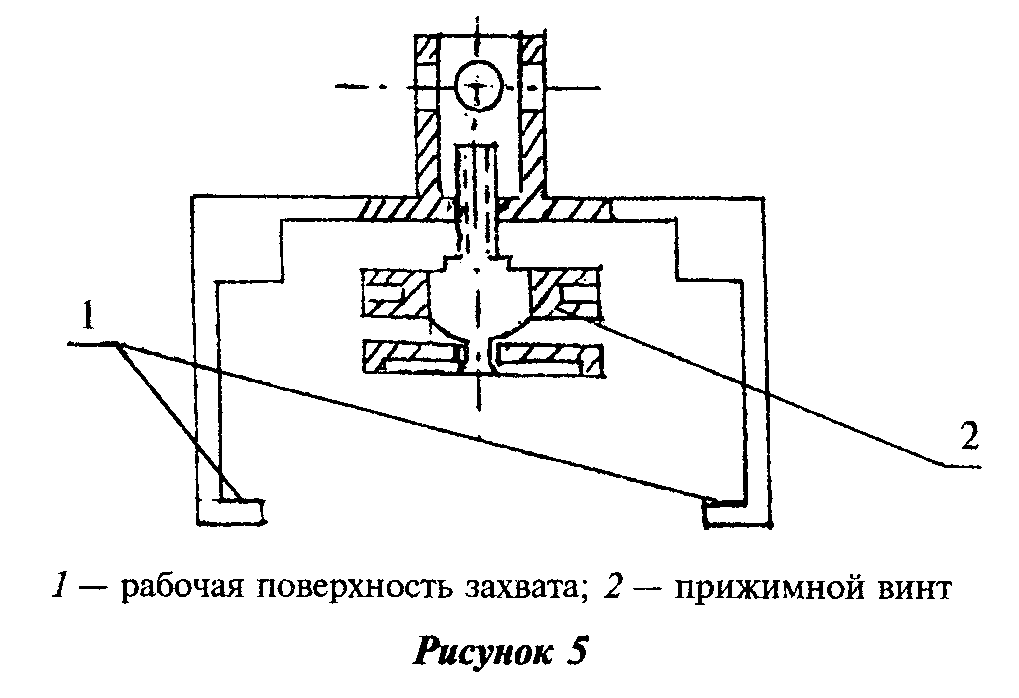 1
2
1 — рабочая поверхность захвата; 2 — прижимной винт
Рисунок 5